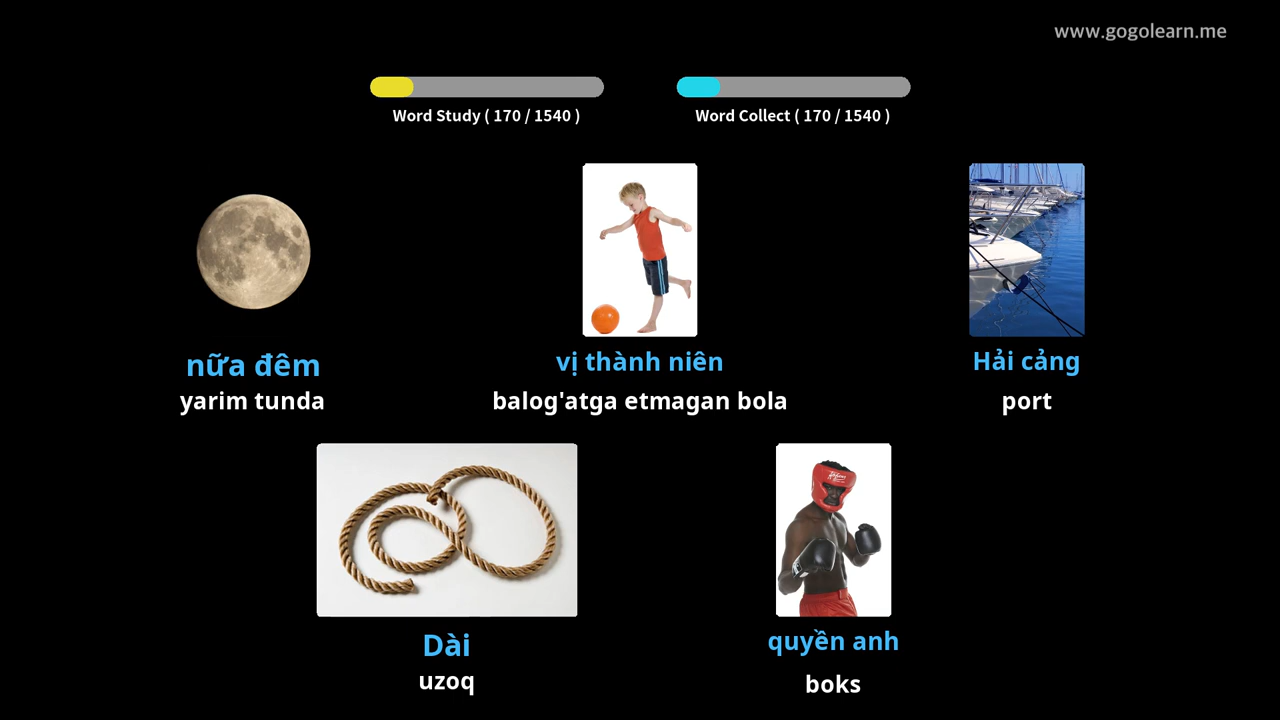 www.gogolearn.me
Word Study ( 170 / 1540 )
Word Collect ( 170 / 1540 )
nữa đêm
yarim tunda
vị thành niên
balog'atga etmagan bola
Hải cảng
port
Dài
uzoq
quyền anh
boks